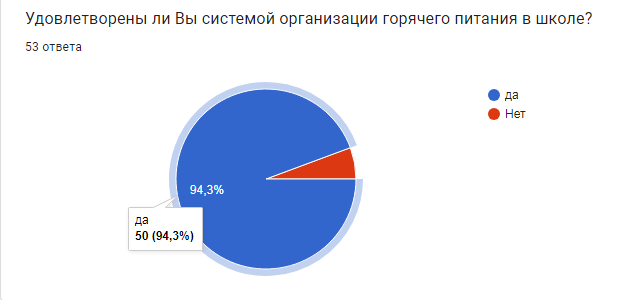 Удовлетворены ли Вы системой организации горячего питания в школе?
53 ответа
да
Нет
94,3%
да
50 (94,3%)